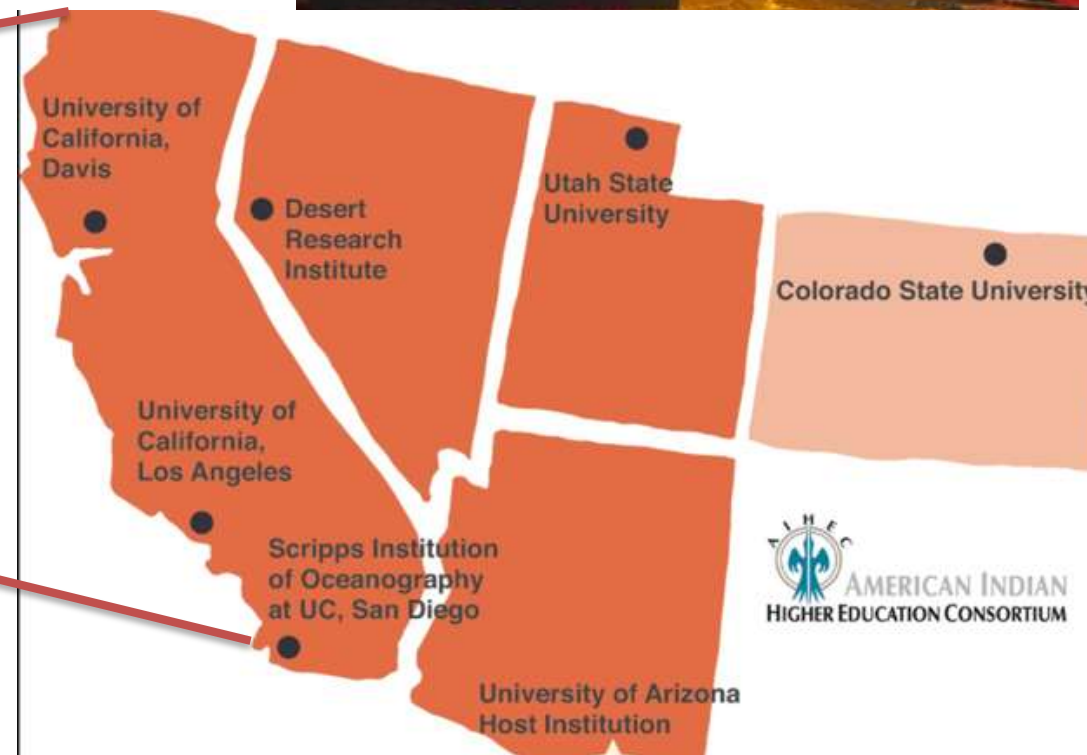 University of
California,
Davis
Desert
Research
Institute
Utah State
University
Colorado State University
University of
California,
Los Angeles
Scripps Institution
of Oceanography
at UC, San Diego
AIHEC
AMERICAN INDIAN
HIGHER EDUCATION CONSORTIUM
University of Arizona
Host Institution